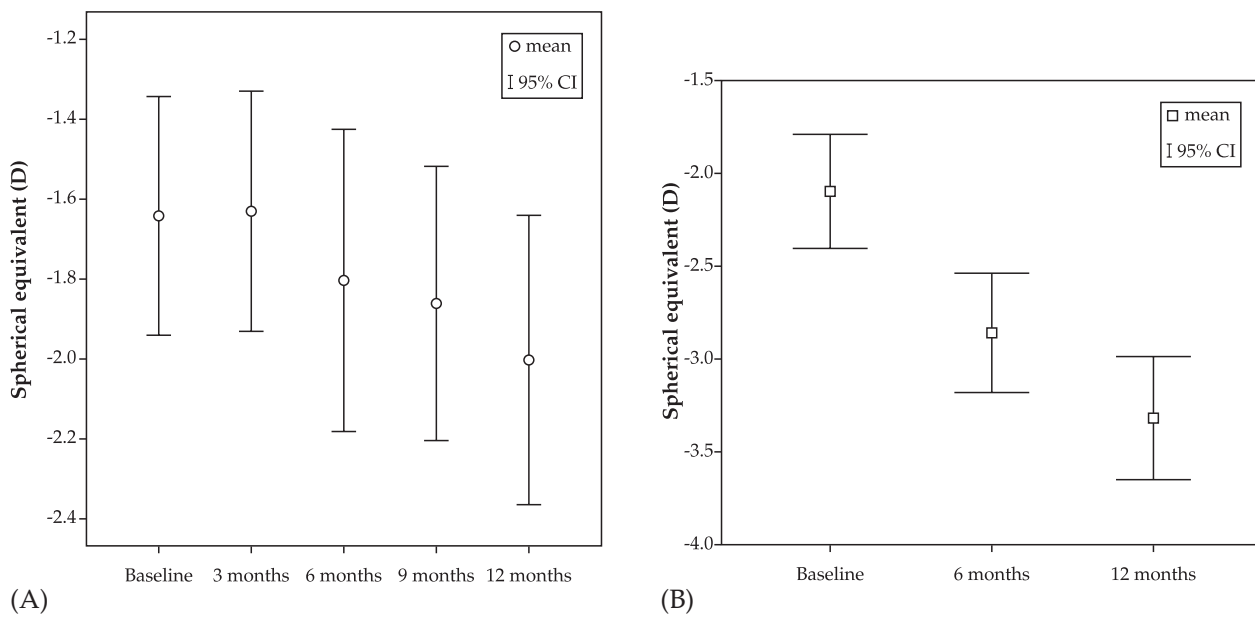 -1.2
-1.4
-1.6
-1.8
-2.0
-2.2
-2.4
Spherical equivalent (D)
mean
95% CI
Baseline 3 months 6 months 9 months 12 months
(A)
-1.5
-2.0
-2.5
-3.0
-3.5
-4.0
Spherical equivalent (D)
mean
95% CI
Baseline 6 months 12 months
(B)